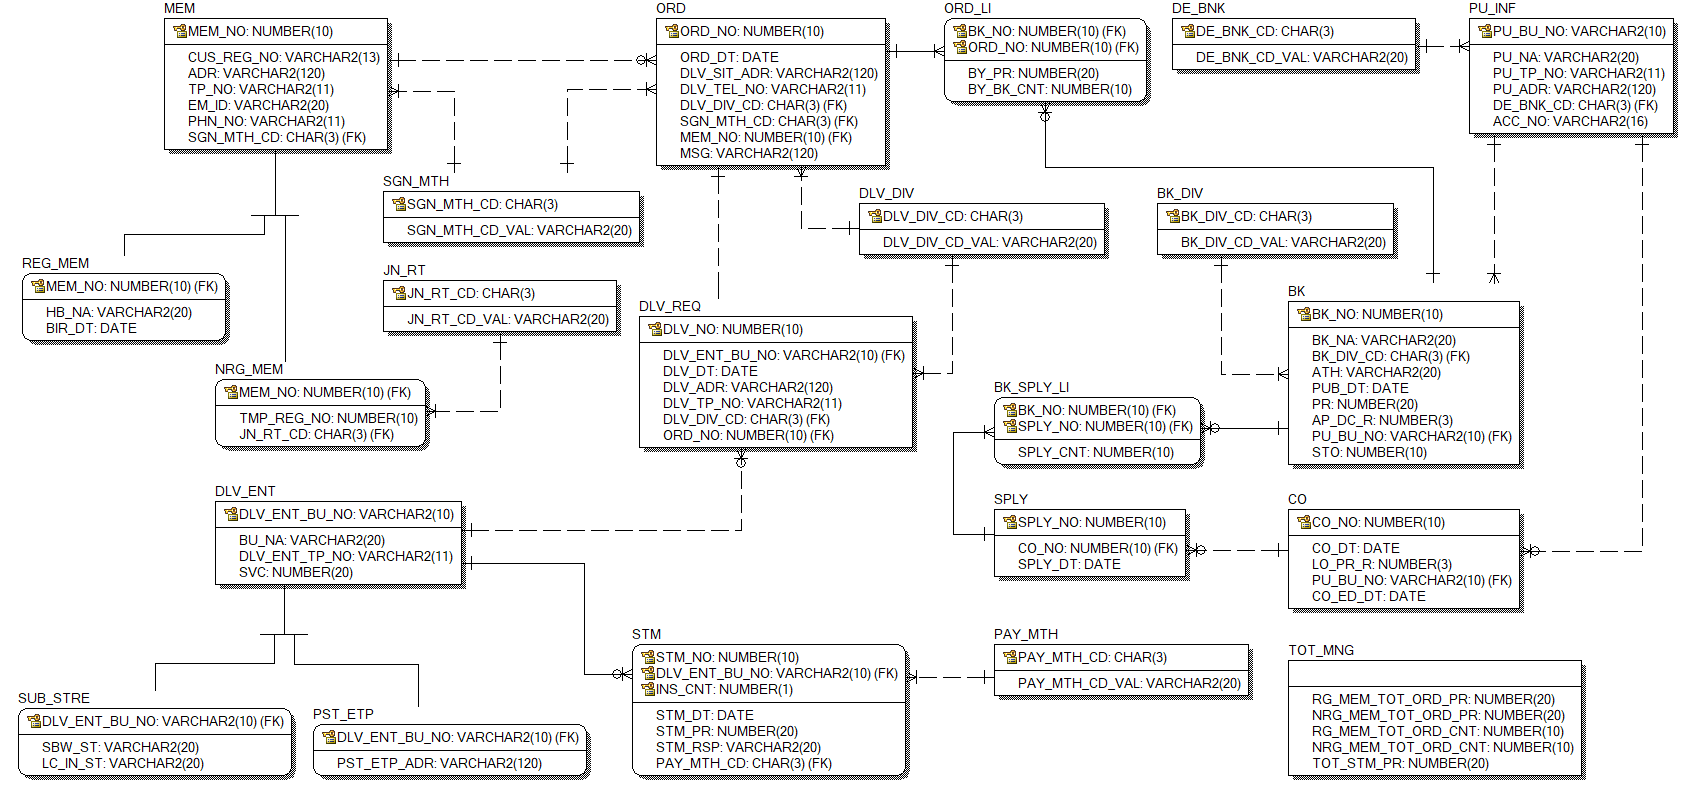 MEM
MEM_NO: NUMBER(10)
CUS_REG_NO: VARCHAR2(13)
ADR: VARCHAR2(120)
TP_NO: VARCHAR2(11)
EM_ID: VARCHAR2(20)
PHN_NO: VARCHAR2(11)
SGN_MTH_CD: CHAR(3) (FK)
ORD
ORD_NO: NUMBER(10)
ORD_DT: DATE
DLV_SIT_ADR: VARCHAR2(120)
DLV_TEL_NO: VARCHAR2(11)
DLV_DIV_CD: CHAR(3) (FK)
SGN_MTH_CD: CHAR(3) (FK)
MEM_NO: NUMBER(10) (FK)
MSG: VARCHAR2(120)
ORD_LI
BK_NO: NUMBER(10) (FK)
ORD_NO: NUMBER(10) (FK)
BY_PR: NUMBER(20)
BY_BK_CNT: NUMBER(10)
DE_BNK
DE_BNK_CD: CHAR(3)
DE_BNK_CD_VAL: VARCHAR2(20)
PU_INF
PU_BU_NO: VARCHAR2(10)
PU_NA: VARCHAR2(20)
PU_TP_NO: VARCHAR2(11)
PU_ADR: VARCHAR2(120)
DE_BNK_CD: CHAR(3) (FK)
ACC_NO: VARCHAR2(16)
SGN_MTH
SGN_MTH_CD: CHAR(3)
SGN_MTH_CD_VAL: VARCHAR2(20)
DLV_DIV
DLV_DIV_CD: CHAR(3)
DLV_DIV_CD_VAL: VARCHAR2(20)
BK_DIV
BK_DIV_CD: CHAR(3)
BK_DIV_CD_VAL: VARCHAR2(20)
REG_MEM
MEM_NO: NUMBER(10) (FK)
HB_NA: VARCHAR2(20)
BIR_DT: DATE
JN_RT
JN_RT_CD: CHAR(3)
JN_RT_CD_VAL: VARCHAR2(20)
DLV_REQ
DLV_NO: NUMBER(10)
DLV_ENT_BU_NO: VARCHAR2(10) (FK)
DLV_DT: DATE
DLV_ADR: VARCHAR2(120)
DLV_TP_NO: VARCHAR2(11)
DLV_DIV_CD: CHAR(3) (FK)
ORD_NO: NUMBER(10) (FK)
BK
BK_NO: NUMBER(10)
BK_NA: VARCHAR2(20)
BK_DIV_CD: CHAR(3) (FK)
ATH: VARCHAR2(20)
PUB_DT: DATE
PR: NUMBER(20)
AP_DC_R: NUMBER(3)
PU_BU_NO: VARCHAR2(10) (FK)
STO: NUMBER(10)
NRG_MEM
MEM_NO: NUMBER(10) (FK)
TMP_REG_NO: NUMBER(10)
JN_RT_CD: CHAR(3) (FK)
BK_SPLY_LI
BK_NO: NUMBER(10) (FK)
SPLY_NO: NUMBER(10) (FK)
SPLY_CNT: NUMBER(10)
DLV_ENT
DLV_ENT_BU_NO: VARCHAR2(10)
BU_NA: VARCHAR2(20)
DLV_ENT_TP_NO: VARCHAR2(11)
SVC: NUMBER(20)
SPLY
SPLY_NO: NUMBER(10)
CO_NO: NUMBER(10) (FK)
SPLY_DT: DATE
CO
CO_NO: NUMBER(10)
CO_DT: DATE
LO_PR_R: NUMBER(3)
PU_BU_NO: VARCHAR2(10) (FK)
CO_ED_DT: DATE
STM
STM_NO: NUMBER(10)
DLV_ENT_BU_NO: VARCHAR2(10) (FK)
INS_CNT: NUMBER(1)
STM_DT: DATE
STM_PR: NUMBER(20)
STM_RSP: VARCHAR2(20)
PAY_MTH_CD: CHAR(3) (FK)
PAY_MTH
PAY_MTH_CD: CHAR(3)
PAY_MTH_CD_VAL: VARCHAR2(20)
TOT_MNG
RG_MEM_TOT_ORD_PR: NUMBER(20)
NRG_MEM_TOT_ORD_PR: NUMBER(20)
RG_MEM_TOT_ORD_CNT: NUMBER(10)
NRG_MEM_TOT_ORD_CNT: NUMBER(10)
TOT_STM_PR: NUMBER(20)
SUB_STRE
DLV_ENT_BU_NO: VARCHAR2(10) (FK)
SBW_ST: VARCHAR2(20)
LC_IN_ST: VARCHAR2(20)
PST_ETP
DLV_ENT_BU_NO: VARCHAR2(10) (FK)
PST_ETP_ADR: VARCHAR2(120)